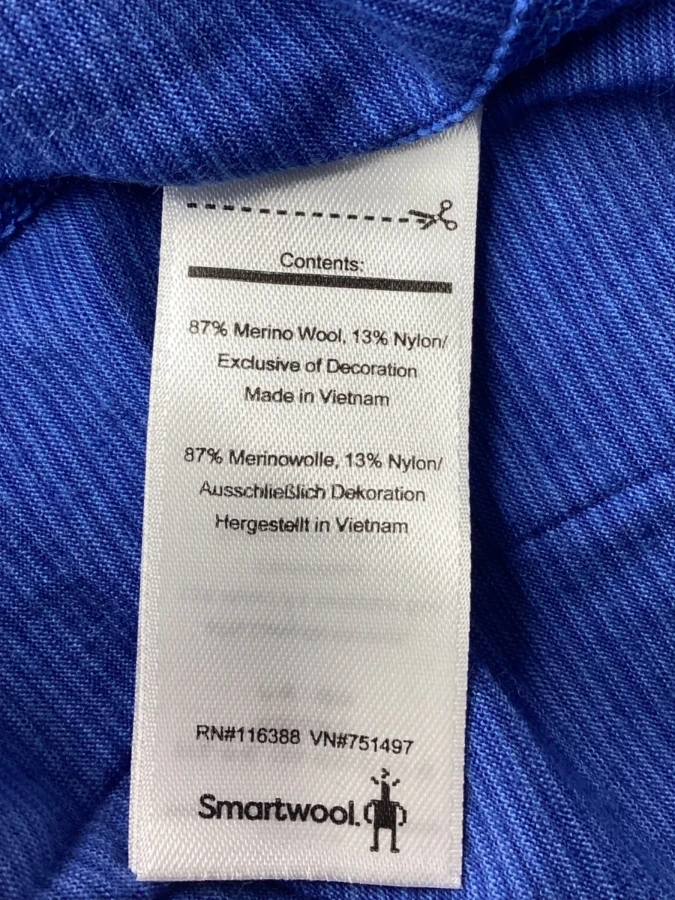 Contents:
87% Merino Wool, 13% Nylon/
Exclusive of Decoration
Made in Vietnam
87% Merinowolle, 13% Nylon/
Ausschließlich Dekoration
Hergestellt in Vietnam
RN#116388 VN#751497
Smartwool.